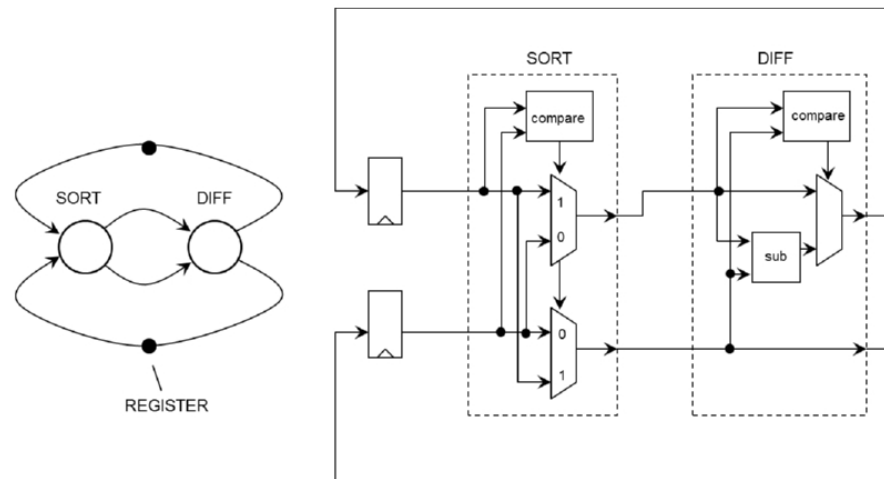 SORT
DIFF
REGISTER
SORT
compare
1
0
0
1
DIFF
compare
sub